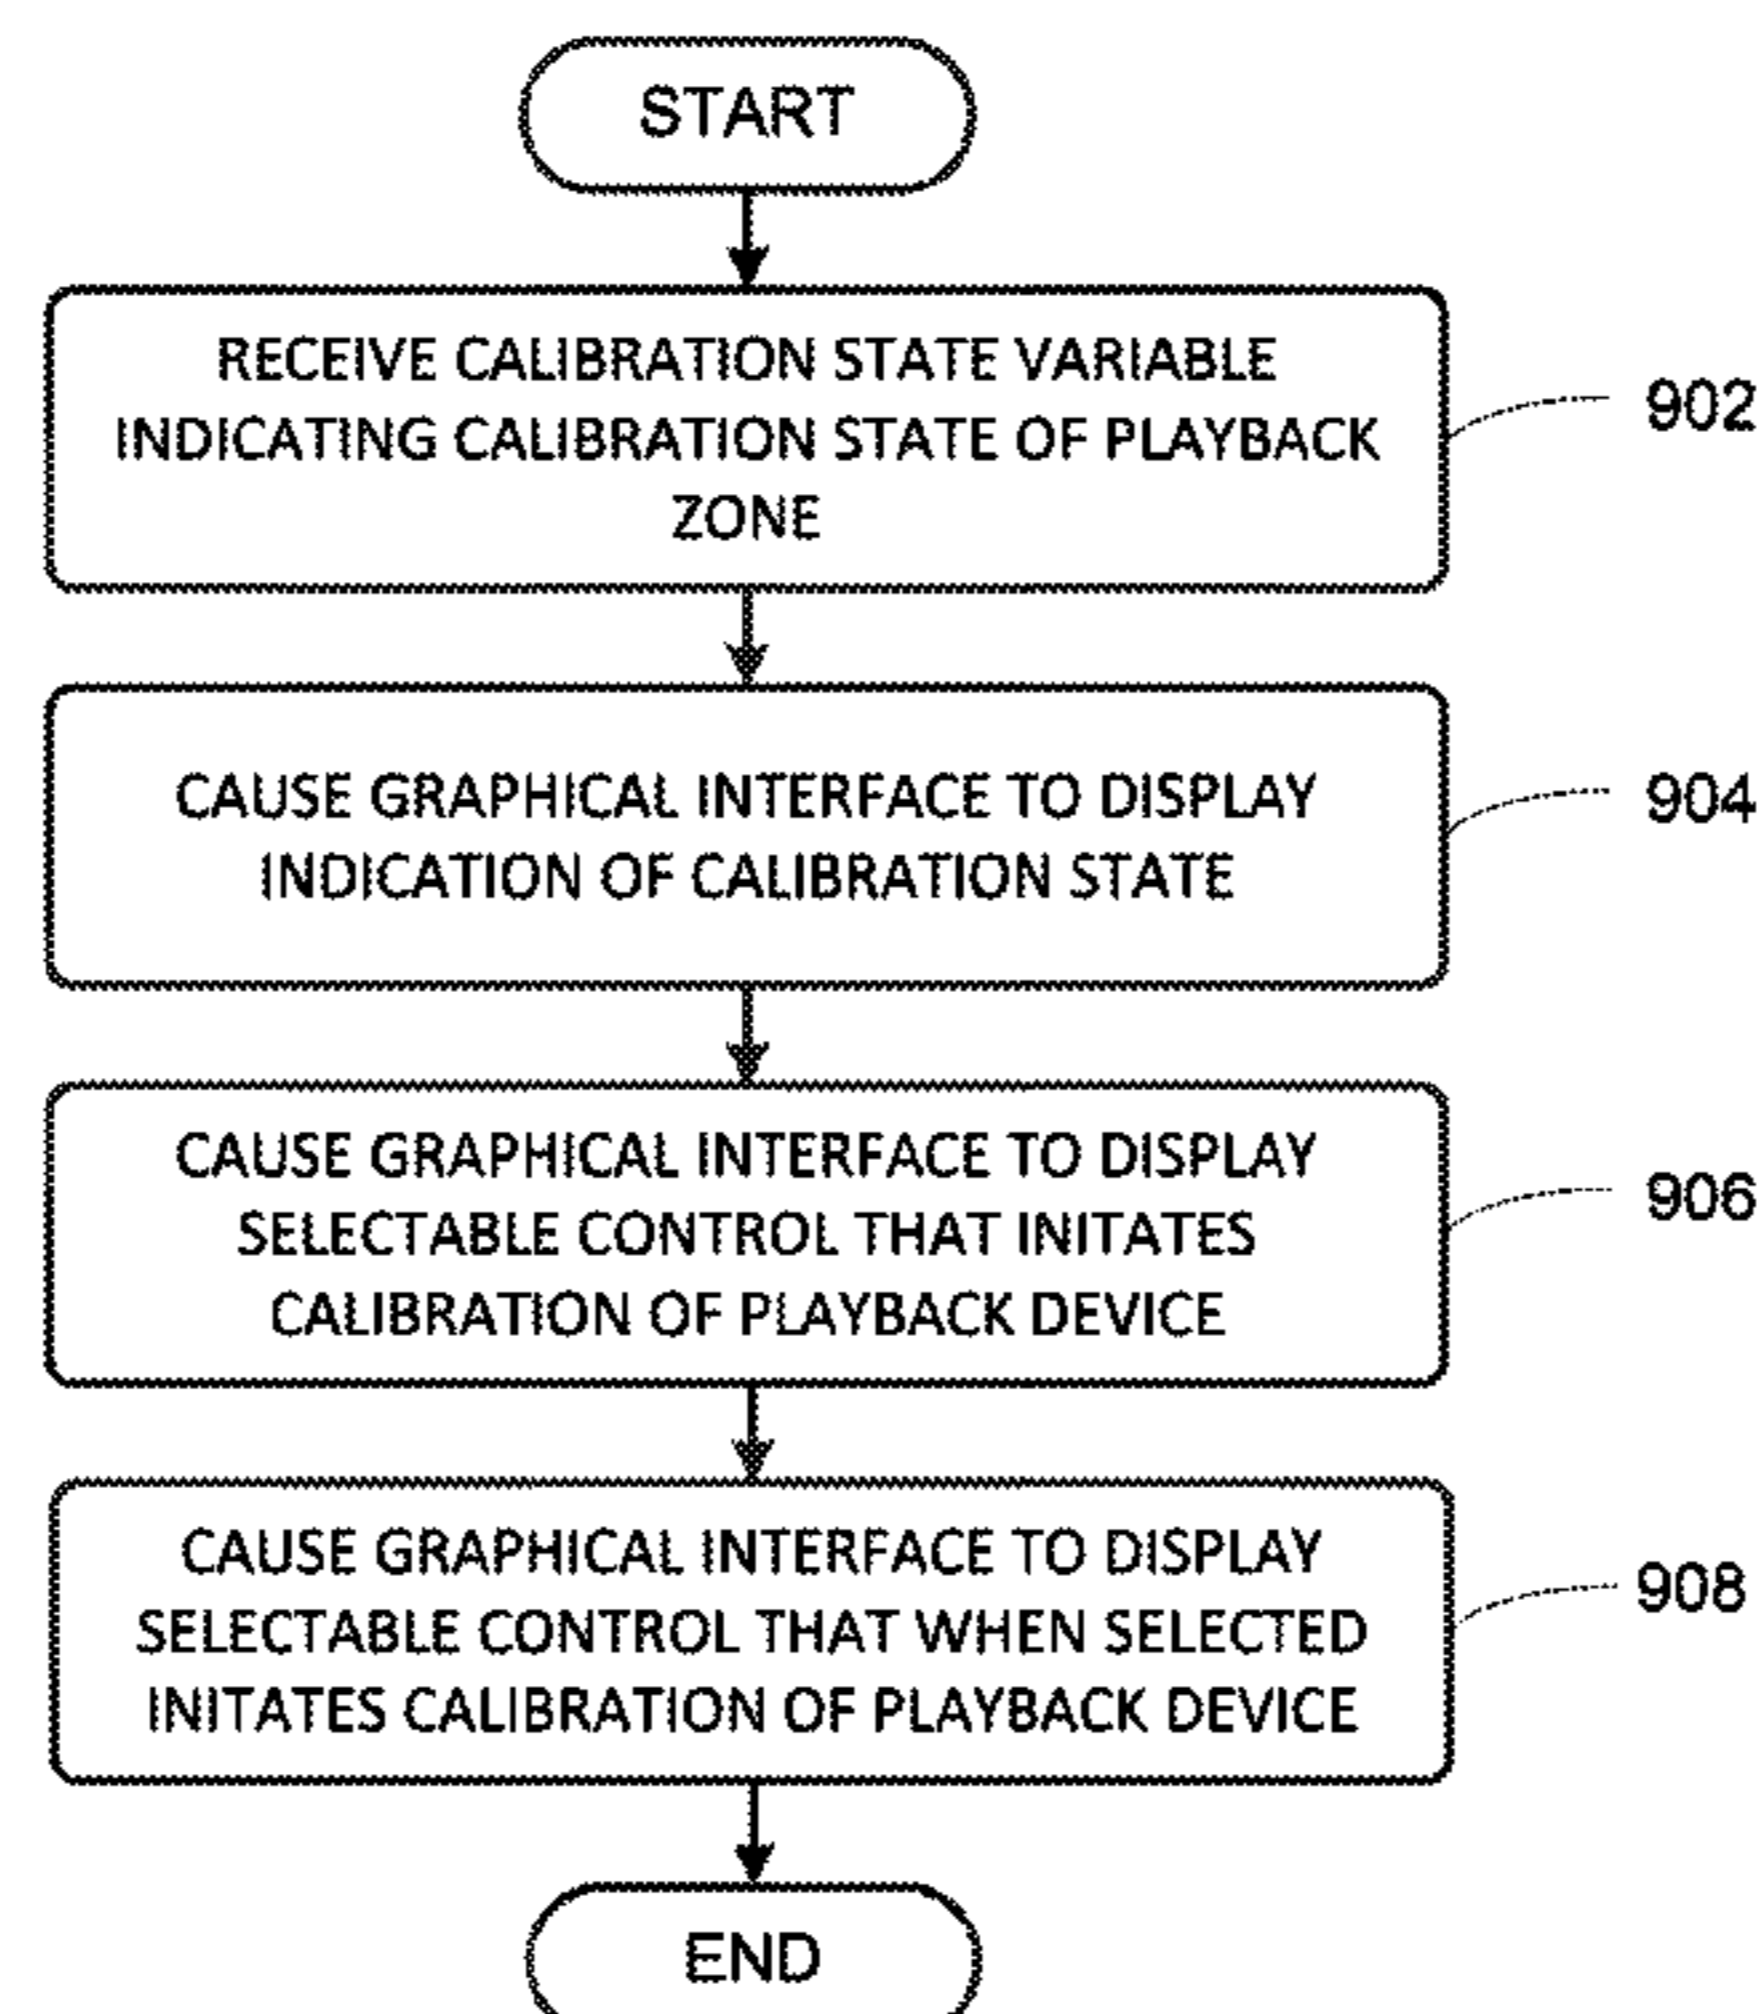 START
RECEIVE CALIBRATION STATE VARIABLE
INDICATING CALIBRATION STATE OF PLAYBACK
ZONE
902
CAUSE GRAPHICAL INTERFACE TO DISPLAY
INDICATION OF CALIBRATION STATE
904
CAUSE GRAPHICAL INTERFACE TO DISPLAY
SELECTABLE CONTROL THAT INITATES
CALIBRATION OF PLAYBACK DEVICE
906
CAUSE GRAPHICAL INTERFACE TO DISPLAY
SELECTABLE CONTROL THAT WHEN SELECTED
INITATES CALIBRATION OF PLAYBACK DEVICE
908
END